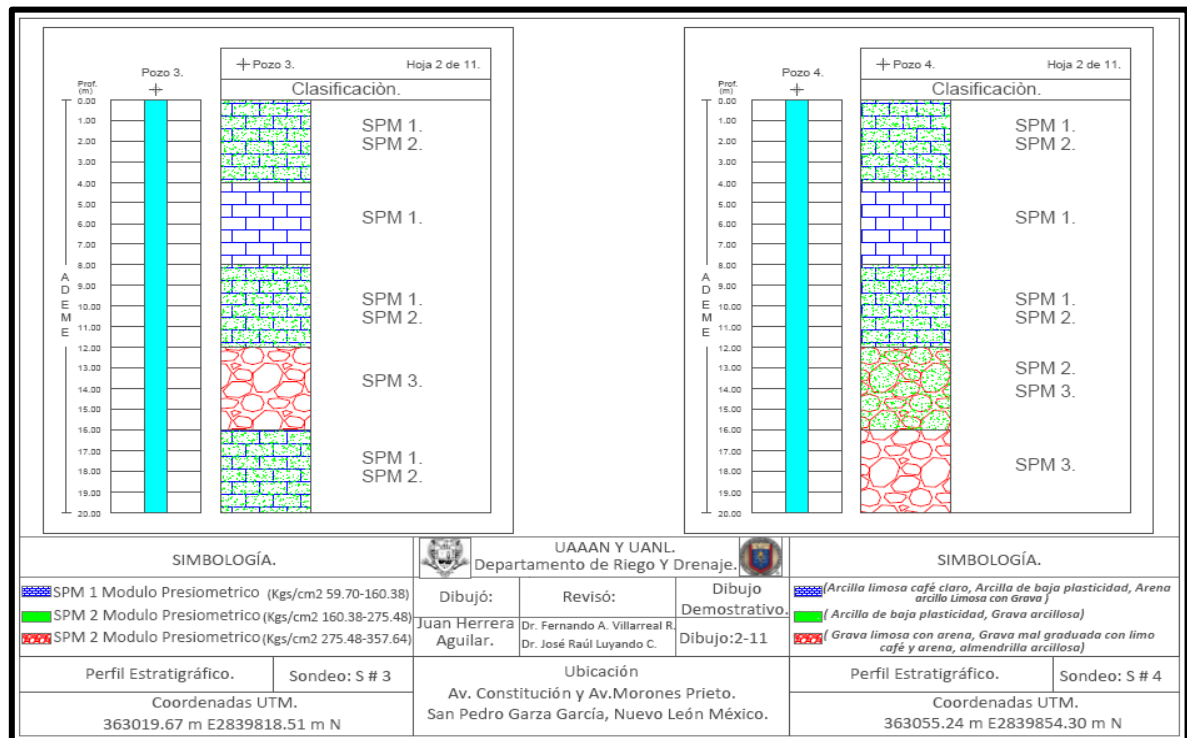 Pozo 3.
Prof.
(m)
0.00
1.00
2.00
3.00
4.00
5.00
6.00
7.00
8.00
9.00
10.00
11.00
12.00
13.00
14.00
15.00
16.00
17.00
18.00
19.00
20.00
ADEME
Pozo 3. Hoja 2 de 11.
Clasificaciòn.
SPM 1.
SPM 2.
SPM 1.
SPM 1.
SPM 2.
SPM 3.
SPM 1.
SPM 2.
Pozo 4.
Prof.
(m)
0.00
1.00
2.00
3.00
4.00
5.00
6.00
7.00
8.00
9.00
10.00
11.00
12.00
13.00
14.00
15.00
16.00
17.00
18.00
19.00
20.00
ADEME
Pozo 4. Hoja 2 de 11.
Clasificaciòn.
SPM 1.
SPM 2.
SPM 1.
SPM 1.
SPM 2.
SPM 2.
SPM 3.
SPM 3.
SIMBOLOGÍA.
SPM 1 Modulo Presiometrico (Kgs/cm2 59.70-160.38)
SPM 2 Modulo Presiometrico (Kgs/cm2 160.38-275.48)
SPM 2 Modulo Presiometrico (Kgs/cm2 275.48-357.64)
Perfil Estratigráfico. Sondeo: S # 3
Coordenadas UTM.
363019.67 m E2839818.51 m N
UAAAN Y UANL.
Departamento de Riego Y Drenaje.
Dibujó:
Juan Herrera
Aguilar.
Revisó:
Dr. Fernando A. Villarreal R.
Dr. José Raúl Luyando C.
Dibujo
Demostrativo.
Dibujo:2-11
Ubicación
Av. Constitución y Av.Morones Prieto.
San Pedro Garza García, Nuevo León México.
SIMBOLOGÍA.
(Arcilla limosa café claro, Arcilla de baja plasticidad, Arena
arcillo Limosa con Grava )
( Arcilla de baja plasticidad, Grava arcillosa)
( Grava limosa con arena, Grava mal graduada con limo
café y arena, almendrilla arcillosa)
Perfil Estratigráfico. Sondeo: S # 4
Coordenadas UTM.
363055.24 m E2839854.30 m N